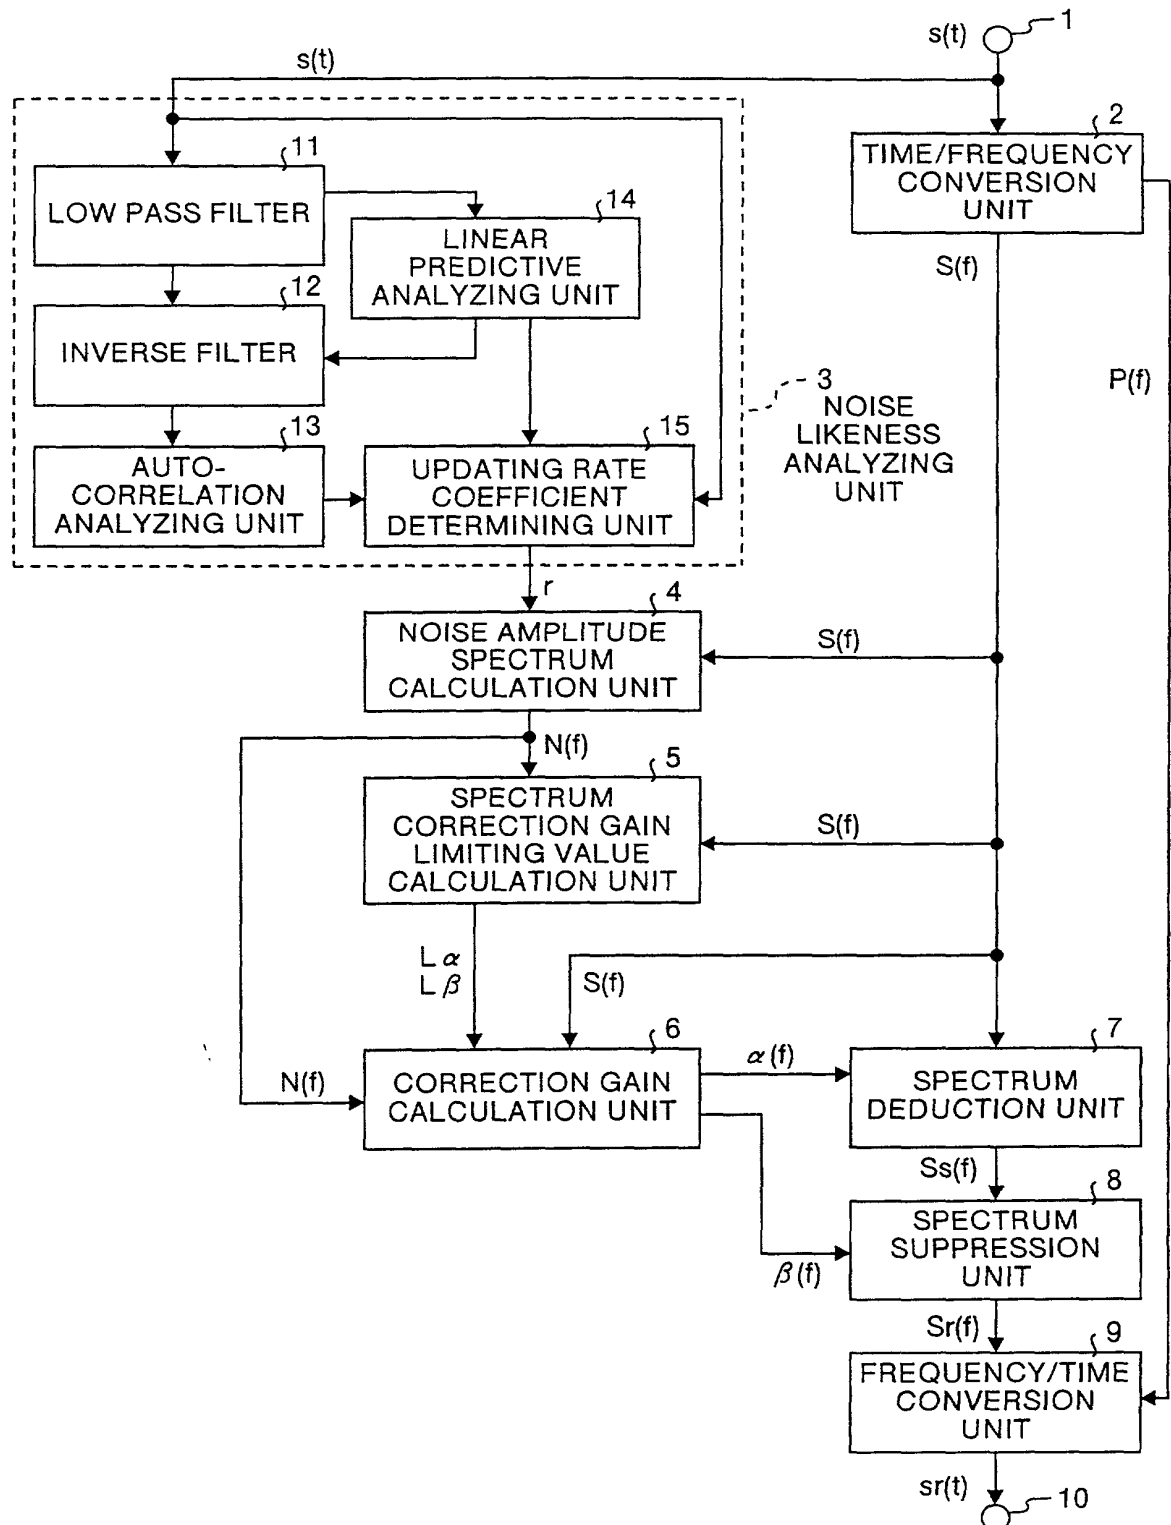 1
s(t)
s(t)
2
TIME/FREQUENCY
CONVERSION
UNIT
11
LOW PASS FILTER
14
LINEAR
PREDICTIVE
ANALYZING UNIT
S(f)
12
INVERSE FILTER
P(f)
3
NOISE
LIKENESS
ANALYZING
UNIT
13
AUTO-
CORRELATION
ANALYZING UNIT
15
UPDATING RATE
COEFFICIENT
DETERMINING UNIT
r
4
NOISE AMPLITUDE
SPECTRUM
CALCULATION UNIT
S(f)
N(f)
5
SPECTRUM
CORRECTION GAIN
LIMITING VALUE
CALCULATION UNIT
S(f)
L α
L β
S(f)
6
CORRECTION GAIN
CALCULATION UNIT
N(f)
α(f)
7
SPECTRUM
DEDUCTION UNIT
Ss(f)
8
SPECTRUM
SUPPRESSION
UNIT
β(f)
Sr(f)
9
FREQUENCY/TIME
CONVERSION
UNIT
sr(t)
10